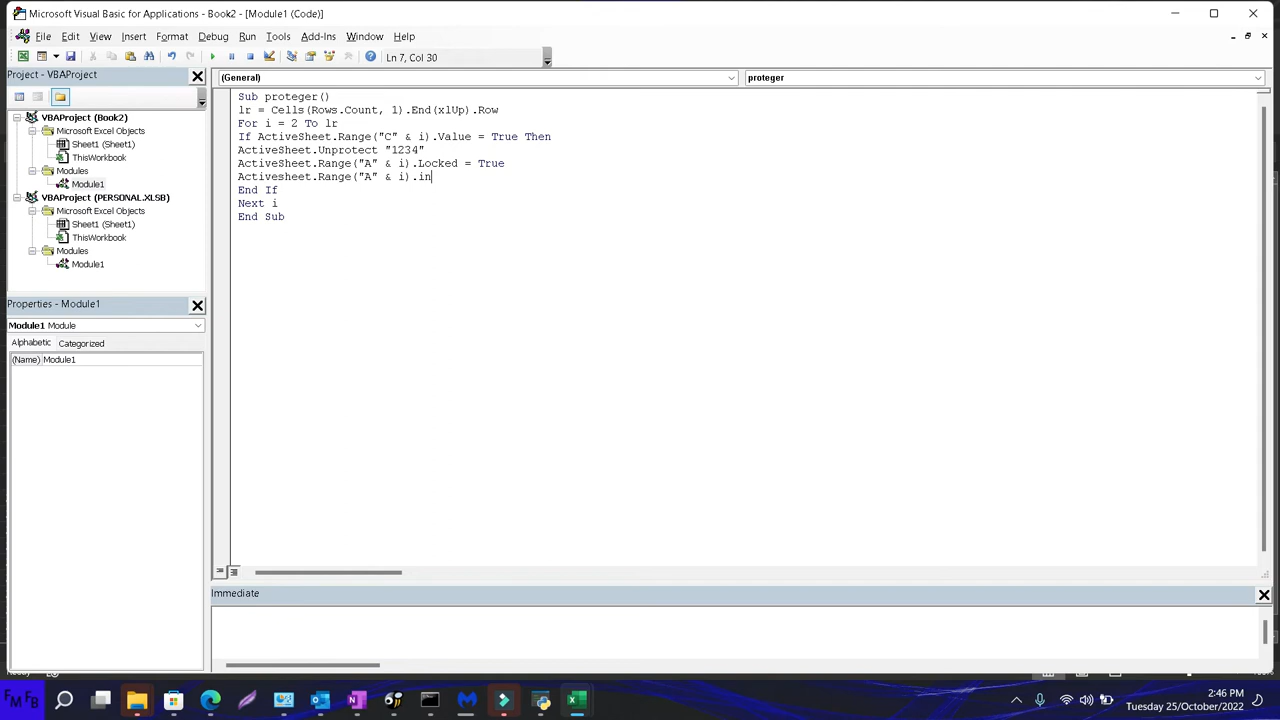 Microsoft Visual Basic for Applications - Book2 - [Module1 (Code)]
File Edit View Insert Format Debug Run Tools Add-Ins Window Help
Ln 7, Col 30
Project - VBAProject
VBAProject (Book2)
Microsoft Excel Objects
Sheet1 (Sheet1)
ThisWorkbook
Modules
Module1
VBAProject (PERSONAL.XLSB)
Microsoft Excel Objects
Sheet1 (Sheet1)
ThisWorkbook
Modules
Module1
Properties - Module1
Module1 Module
Alphabetic Categorized
(Name) Module1
(General) proteger
Sub proteger()
lr = Cells(Rows.Count, 1).End(xlUp).Row
For i = 2 To lr
If ActiveSheet.Range("C" & i).Value = True Then
ActiveSheet.Unprotect "1234"
ActiveSheet.Range("A" & i).Locked = True
Activesheet.Range("A" & i).in
End If
Next i
End Sub
Immediate
FM FB
2:46 PM
Tuesday 25/October/2022